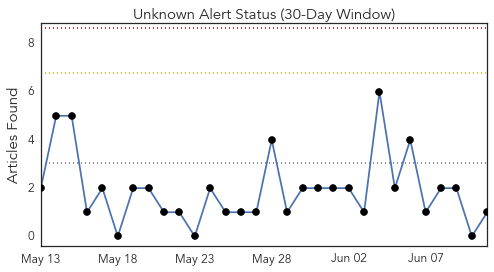 Unknown Alert Status (30-Day Window)
Articles Found
8
6
4
2
0
May 13 May 18 May 23 May 28 Jun 02 Jun 07